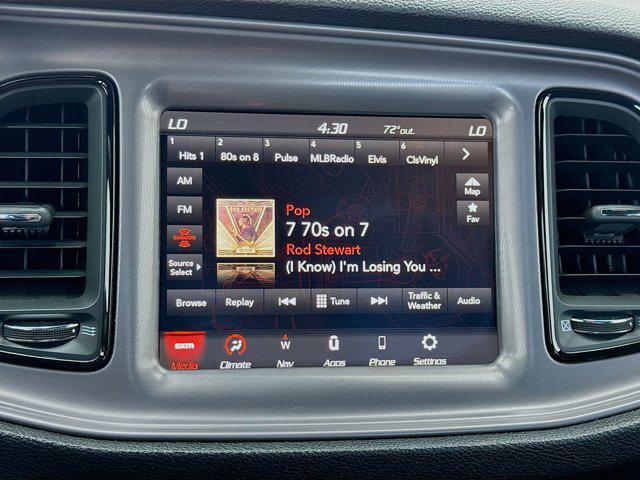 LO 4:30 72°out. LO
1 2 3 4 5 6
Hits 1 80s on 8 Pulse MLBRadio Elvis ClsVinyl
AM
Map
Pop
FM
7 70s on 7
Fav
Rod Stewart
Source
Select
(I Know) I'm Losing You ...
Browse Replay Tune Traffic & Weather Audio
sxm W
Media Climate Nav Apps Phone Settings